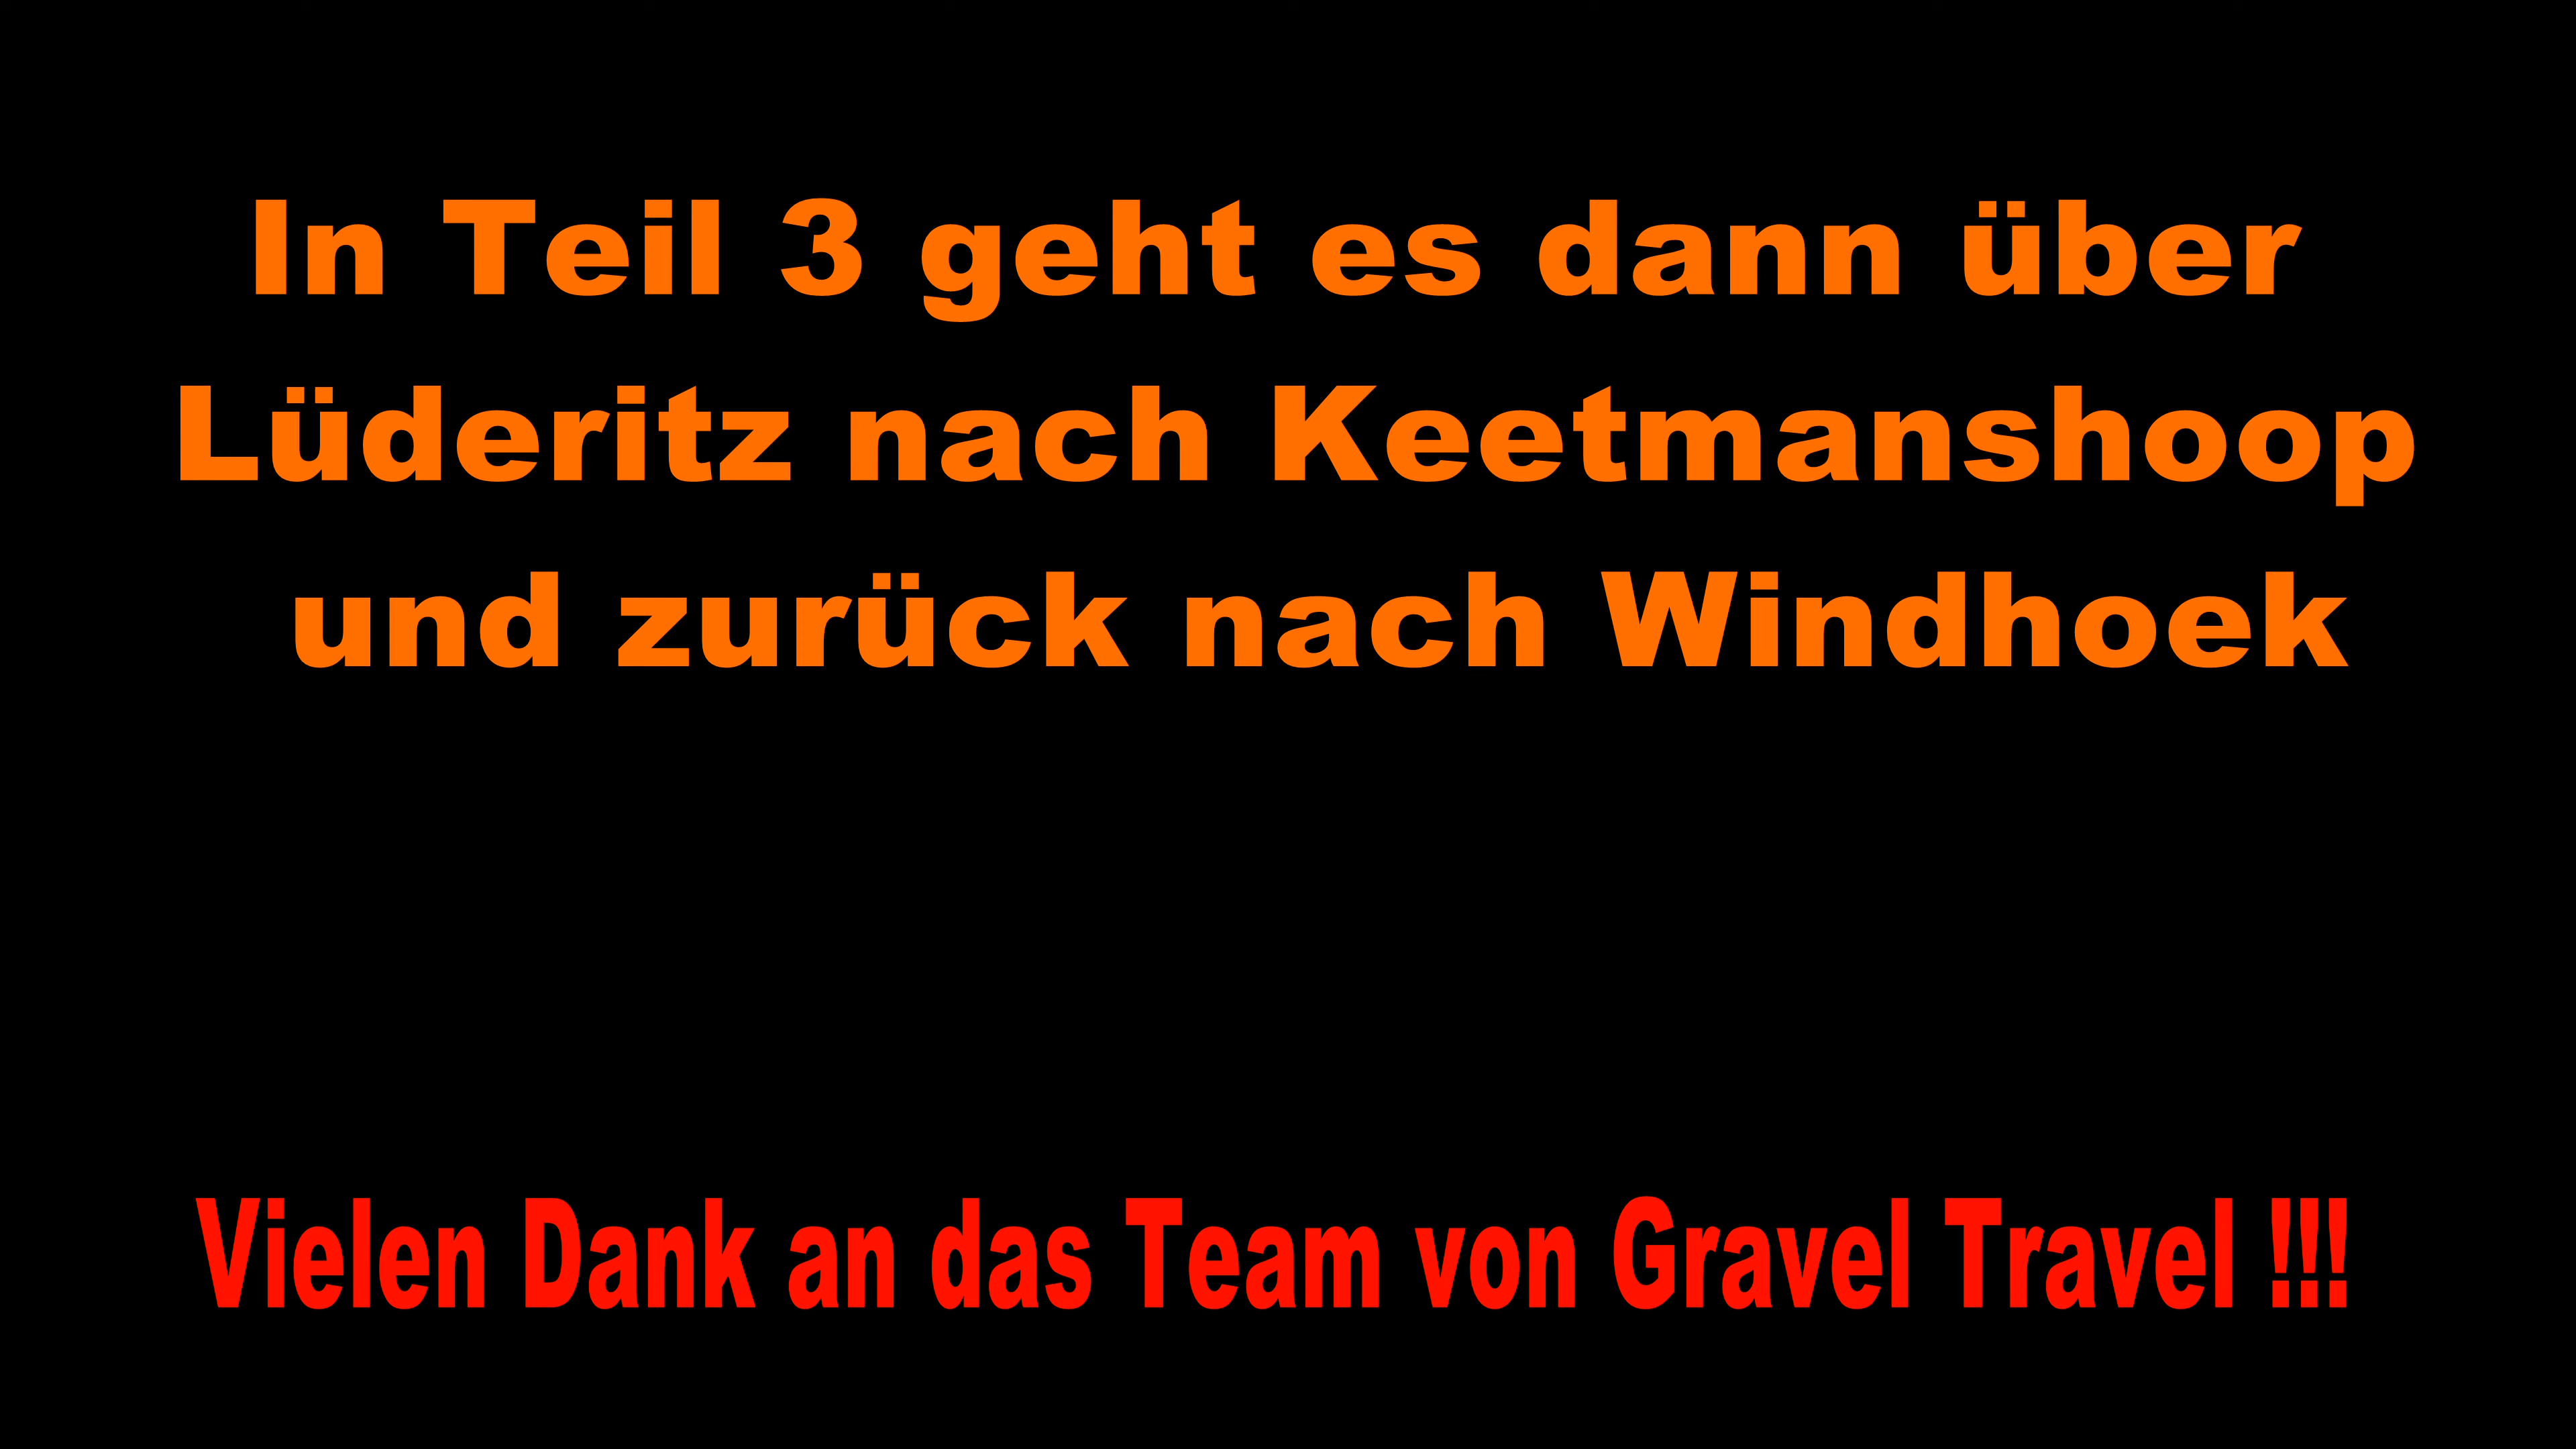 In Teil 3 geht es dann über
Lüderitz nach Keetmanshoop
und zurück nach Windhoek
Vielen Dank an das Team von Gravel Travel !!!